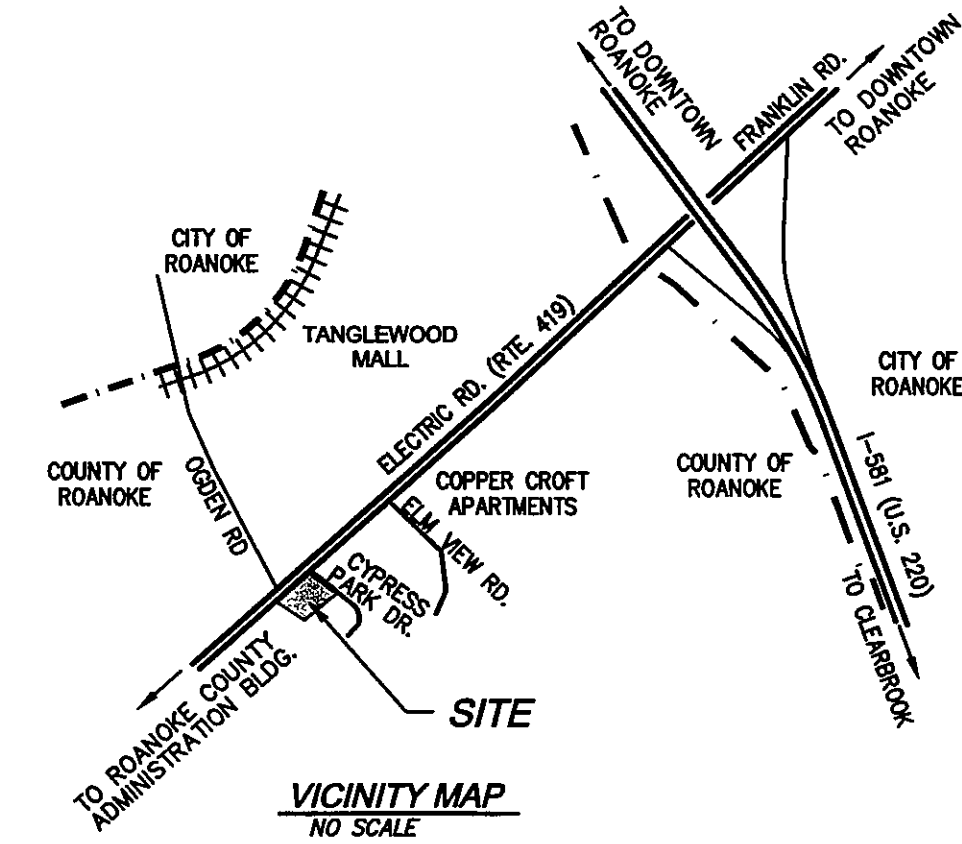 TO DOWNTOWN
ROANOKE
FRANKLIN RD.
TO DOWNTOWN
ROANOKE
CITY OF
ROANOKE
TANGLEWOOD
MALL
ELECTRIC RD. (RTE. 419)
CITY OF
ROANOKE
COUNTY OF
ROANOKE
OGDEN RD
COPPER CROFT
APARTMENTS
COUNTY OF
ROANOKE
I-581 (U.S. 220)
ELM VIEW RD.
CYPRESS
PARK DR.
TO CLEARBROOK
TO ROANOKE COUNTY
ADMINISTRATION BLDG.
SITE
VICINITY MAP
NO SCALE